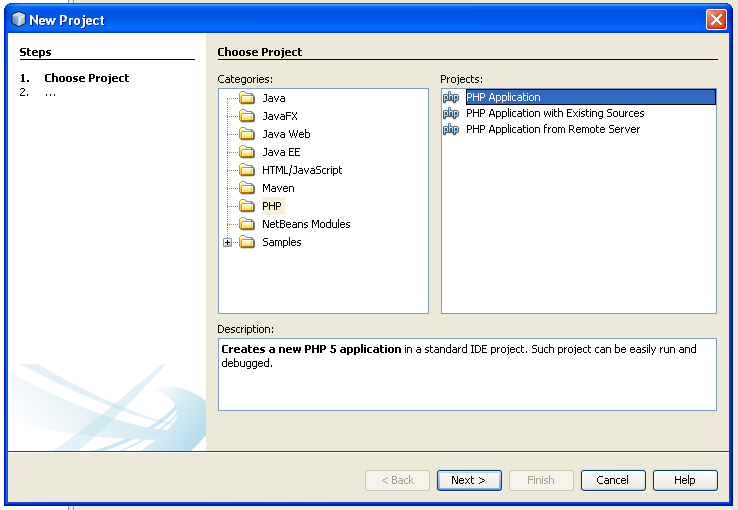 New Project
Steps
1. Choose Project
2. ...
Choose Project
Categories:
Java
JavaFX
Java Web
Java EE
HTML/JavaScript
Maven
PHP
NetBeans Modules
Samples
Projects:
php PHP Application
php PHP Application with Existing Sources
php PHP Application from Remote Server
Description:
Creates a new PHP 5 application in a standard IDE project. Such project can be easily run and
debugged.
< Back
Next >
Finish
Cancel
Help